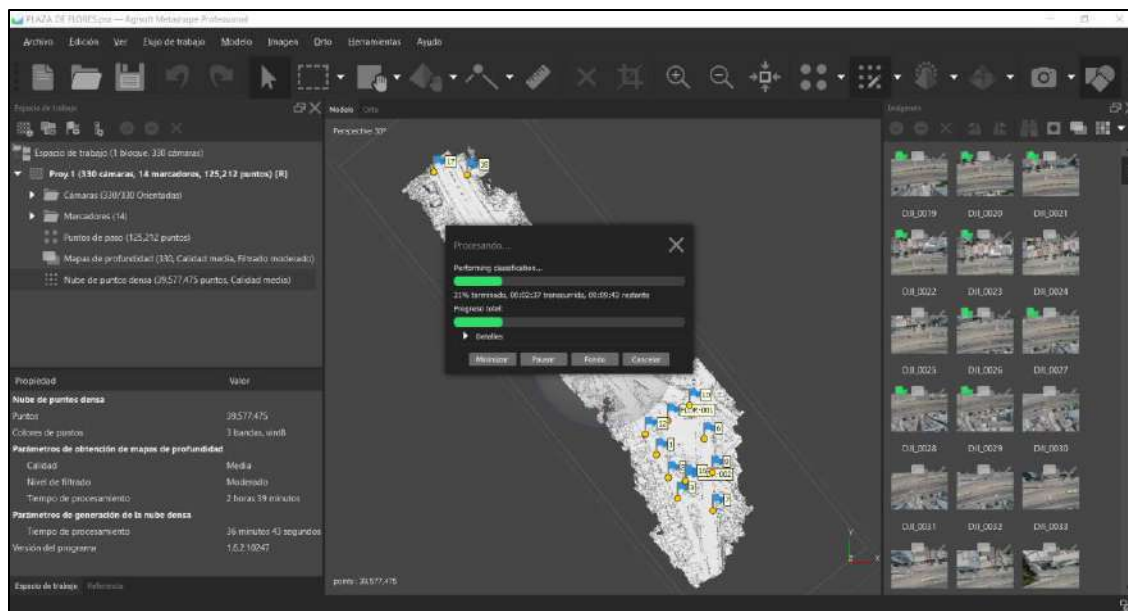 PLAZA DE FLORES.psx — Agisoft Metashape Professional
Archivo Edición Ver Flujo de trabajo Modelo Imagen Orto Herramientas Ayuda
Espacio de trabajo
Modelo Orto
Imágenes
Perspective 30°
Espacio de trabajo (1 bloque, 330 cámaras)
Proy.1 (330 cámaras, 14 marcadores, 125,212 puntos) [R]
Cámaras (330/330 Orientadas)
Marcadores (14)
Puntos de paso (125,212 puntos)
Mapas de profundidad (330, Calidad media, Filtrado moderado)
Nube de puntos densa (39,577,475 puntos, Calidad media)
Procesando...
Performing classification...
21% terminado, 00:02:37 transcurrido, 00:09:43 restante
Progreso total:
Detalles
Minimizar Pausar Fondo Cancelar
17
10
FLOR-001
12
6
1
7
DJI_0019 DJI_0020 DJI_0021
DJI_0022 DJI_0023 DJI_0024
DJI_0025 DJI_0026 DJI_0027
DJI_0028 DJI_0029 DJI_0030
DJI_0031 DJI_0032 DJI_0033
Propiedad Valor
Nube de puntos densa
Puntos 39,577,475
Colores de puntos 3 bandas, uint8
Parámetros de obtención de mapas de profundidad
Calidad Media
Nivel de filtrado Moderado
Tiempo de procesamiento 2 horas 39 minutos
Parámetros de generación de la nube densa
Tiempo de procesamiento 36 minutos 43 segundos
Versión del programa 1.6.2.10247
points: 39,577,475
Y
X
Z
Espacio de trabajo Referencia